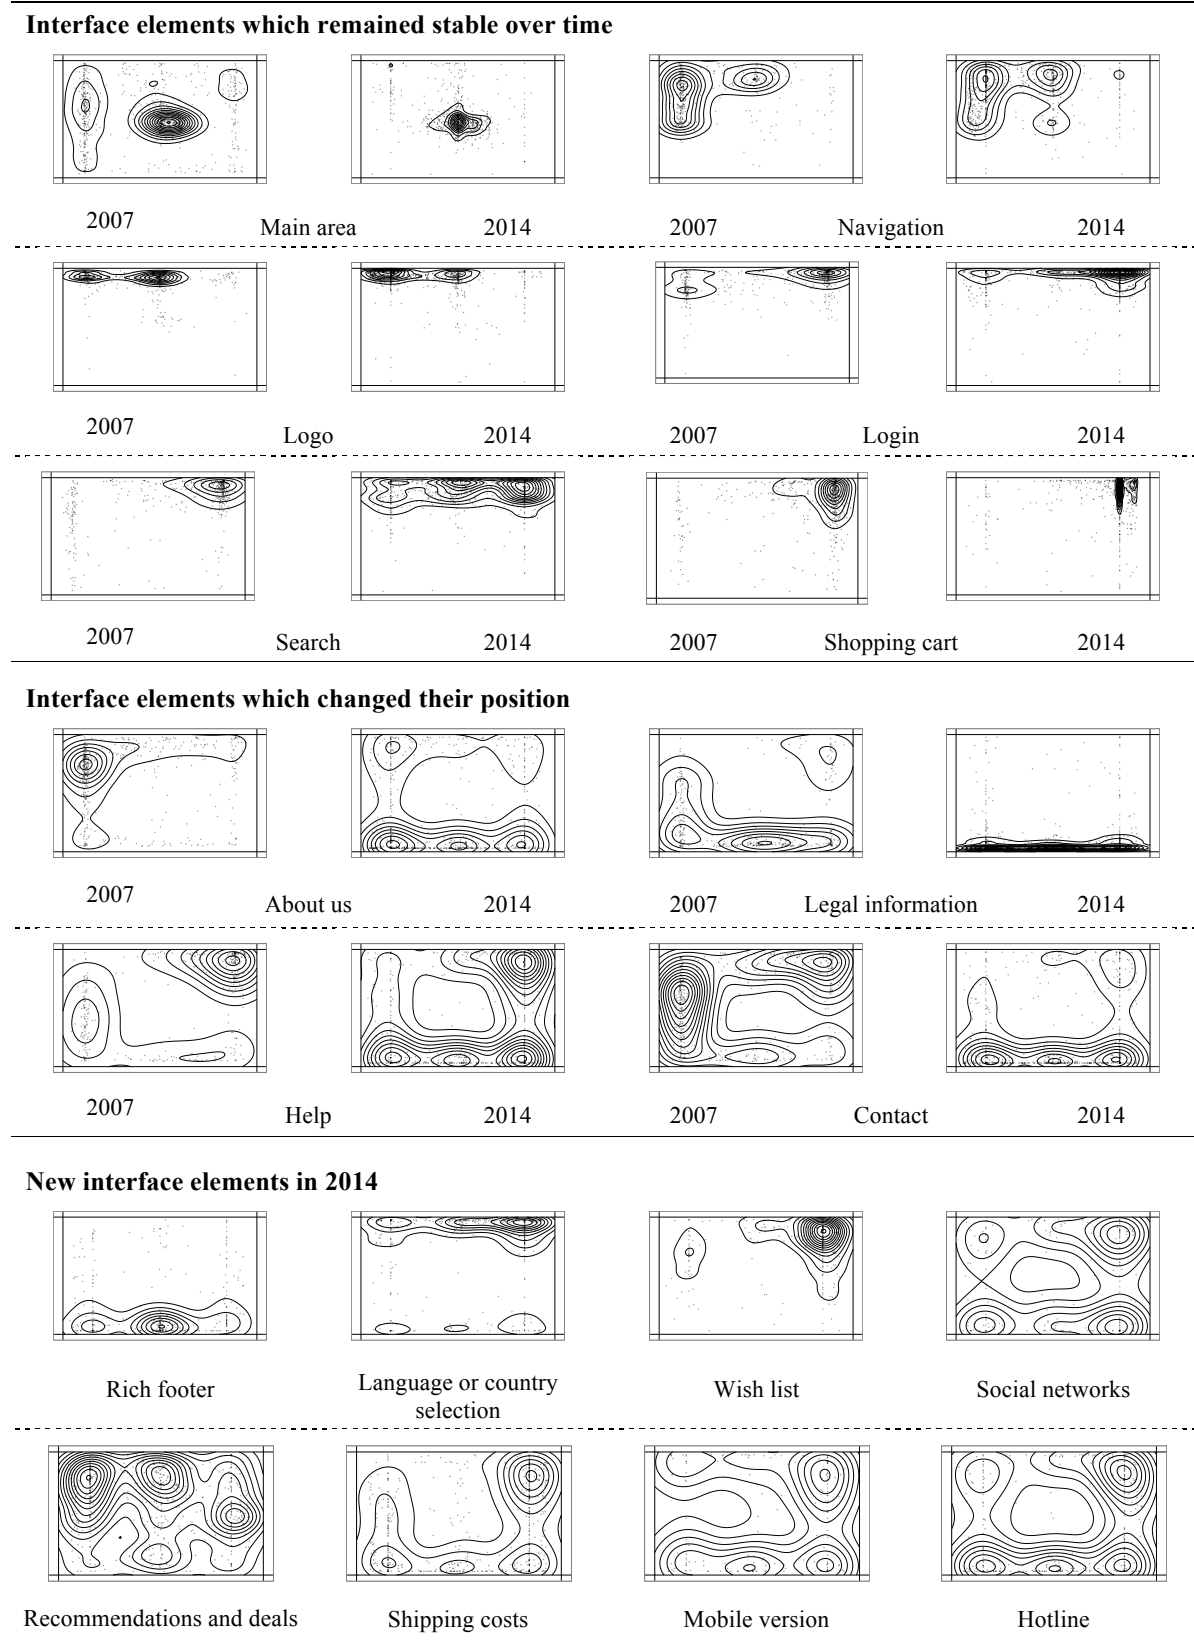 Interface elements which remained stable over time
2007 Main area 2014 2007 Navigation 2014
2007 Logo 2014 2007 Login 2014
2007 Search 2014 2007 Shopping cart 2014
Interface elements which changed their position
2007 About us 2014 2007 Legal information 2014
2007 Help 2014 2007 Contact 2014
New interface elements in 2014
Rich footer
Language or country
selection
Wish list
Social networks
Recommendations and deals
Shipping costs
Mobile version
Hotline